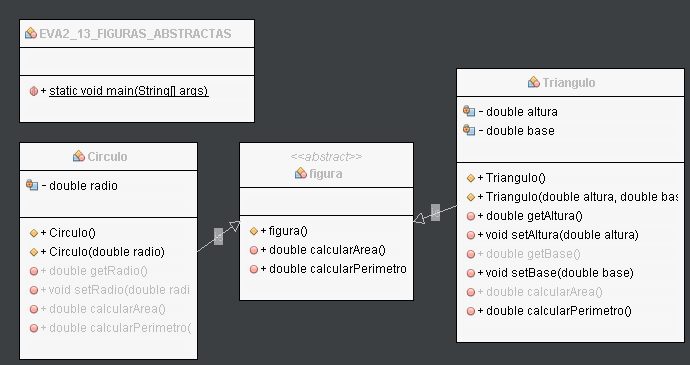 EVA2_13_FIGURAS_ABSTRACTAS
+ static void main(String[] args)
Circulo
- double radio
+ Circulo()
+ Circulo(double radio)
+ double getRadio()
+ void setRadio(double radi
+ double calcularArea()
+ double calcularPerimetro(
<<abstract>>
figura
+ figura()
+ double calcularArea()
+ double calcularPerimetro
Triangulo
- double altura
- double base
+ Triangulo()
+ Triangulo(double altura, double bas
+ double getAltura()
+ void setAltura(double altura)
+ double getBase()
+ void setBase(double base)
+ double calcularArea()
+ double calcularPerimetro()